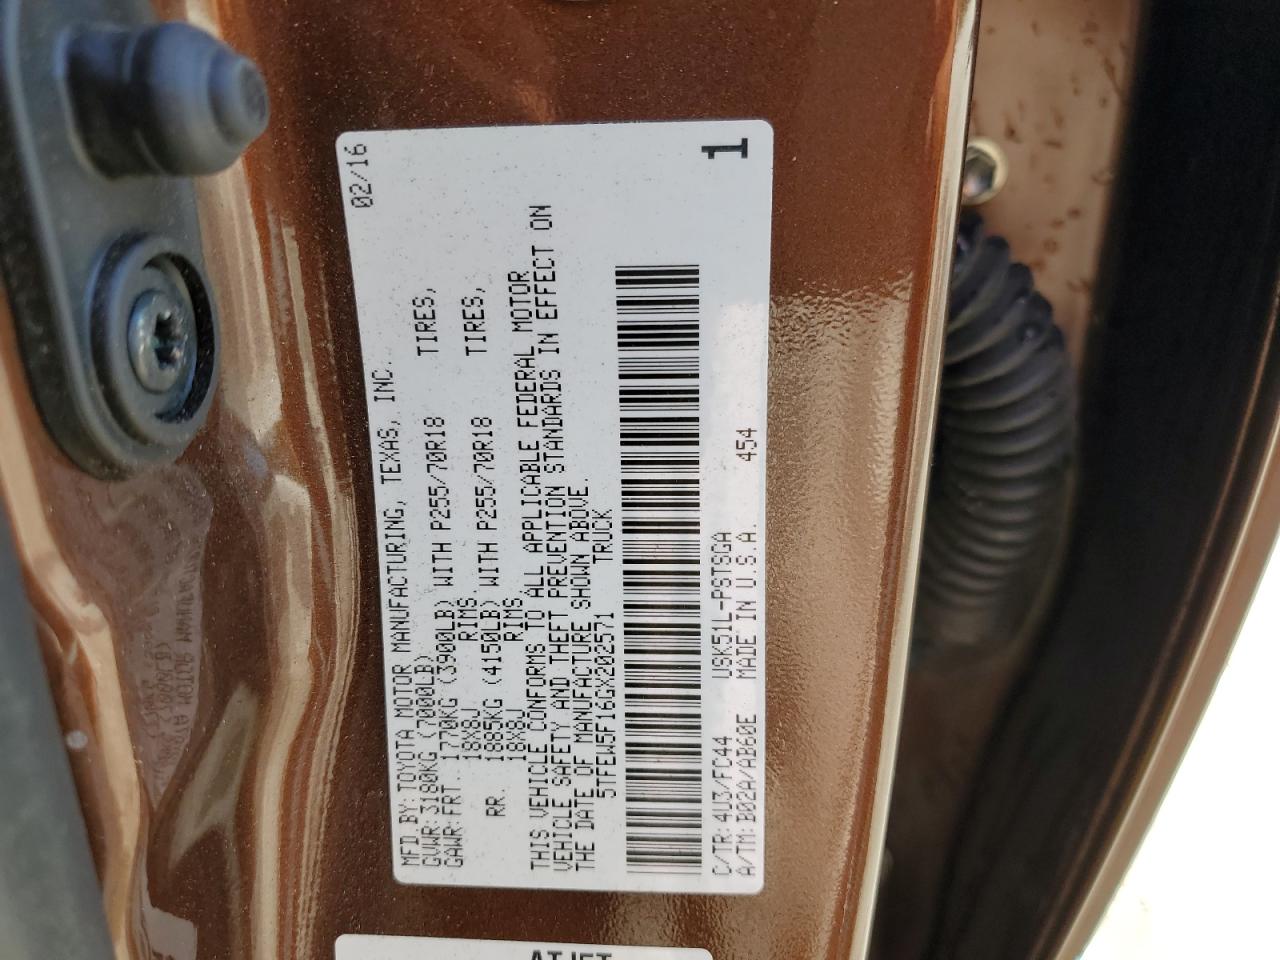 02/16
MFD.BY:TOYOTA MOTOR MANUFACTURING, TEXAS, INC.
GVWR:3180KG (7000LB)
GAWR:FRT. 1770KG (3900LB) WITH P255/70R18 TIRES,
18X8J RIMS
RR. 1885KG (4150LB) WITH P255/70R18 TIRES,
18X8J RIMS
THIS VEHICLE CONFORMS TO ALL APPLICABLE FEDERAL MOTOR
VEHICLE SAFETY AND THEFT PREVENTION STANDARDS IN EFFECT ON
THE DATE OF MANUFACTURE SHOWN ABOVE.
5TFEW5F16GX202571 TRUCK
C/TR:4U3/FC44 USK51L-PSTSGA
A/TM:B02A/AB60E MADE IN U.S.A. 454
1